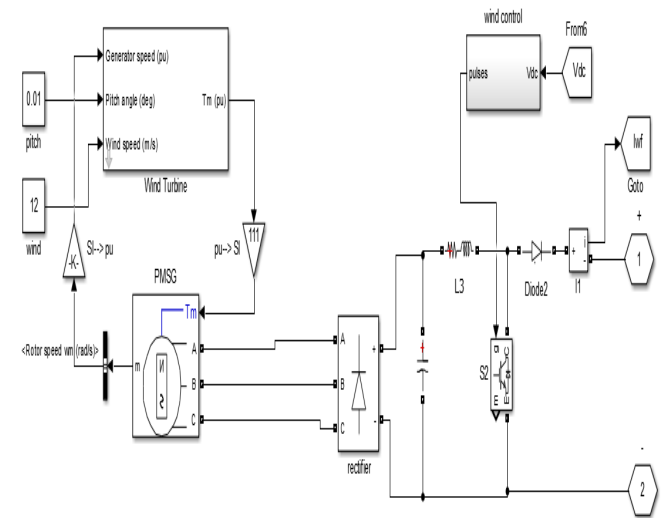 wind control
From6
Generator speed (pu)
pulses
Vdc
Vdc
0.01
Pitch angle (deg)
Tm (pu)
pitch
Wind speed (m/s)
Iwf
Wind Turbine
Goto
12
wind
-K-
SI--> pu
pu--> SI
111
+
i
+
-
1
PMSG
L3
Diode2
I1
Tm
<Rotor speed wm (rad/s)>
m
A
B
C
N
S
A
B
C
+
-
rectifier
+
S2
g
C
E
m
-
2